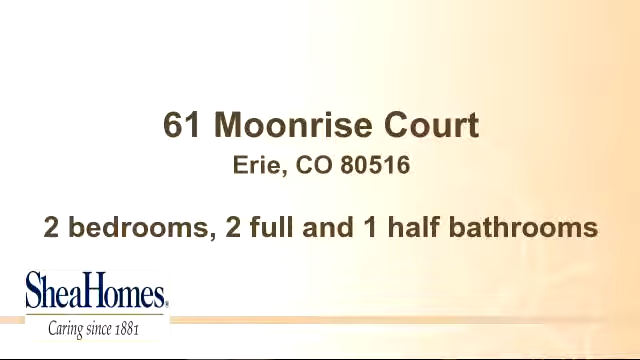 61 Moonrise Court
Erie, CO 80516
2 bedrooms, 2 full and 1 half bathrooms
SheaHomes®
Caring since 1881